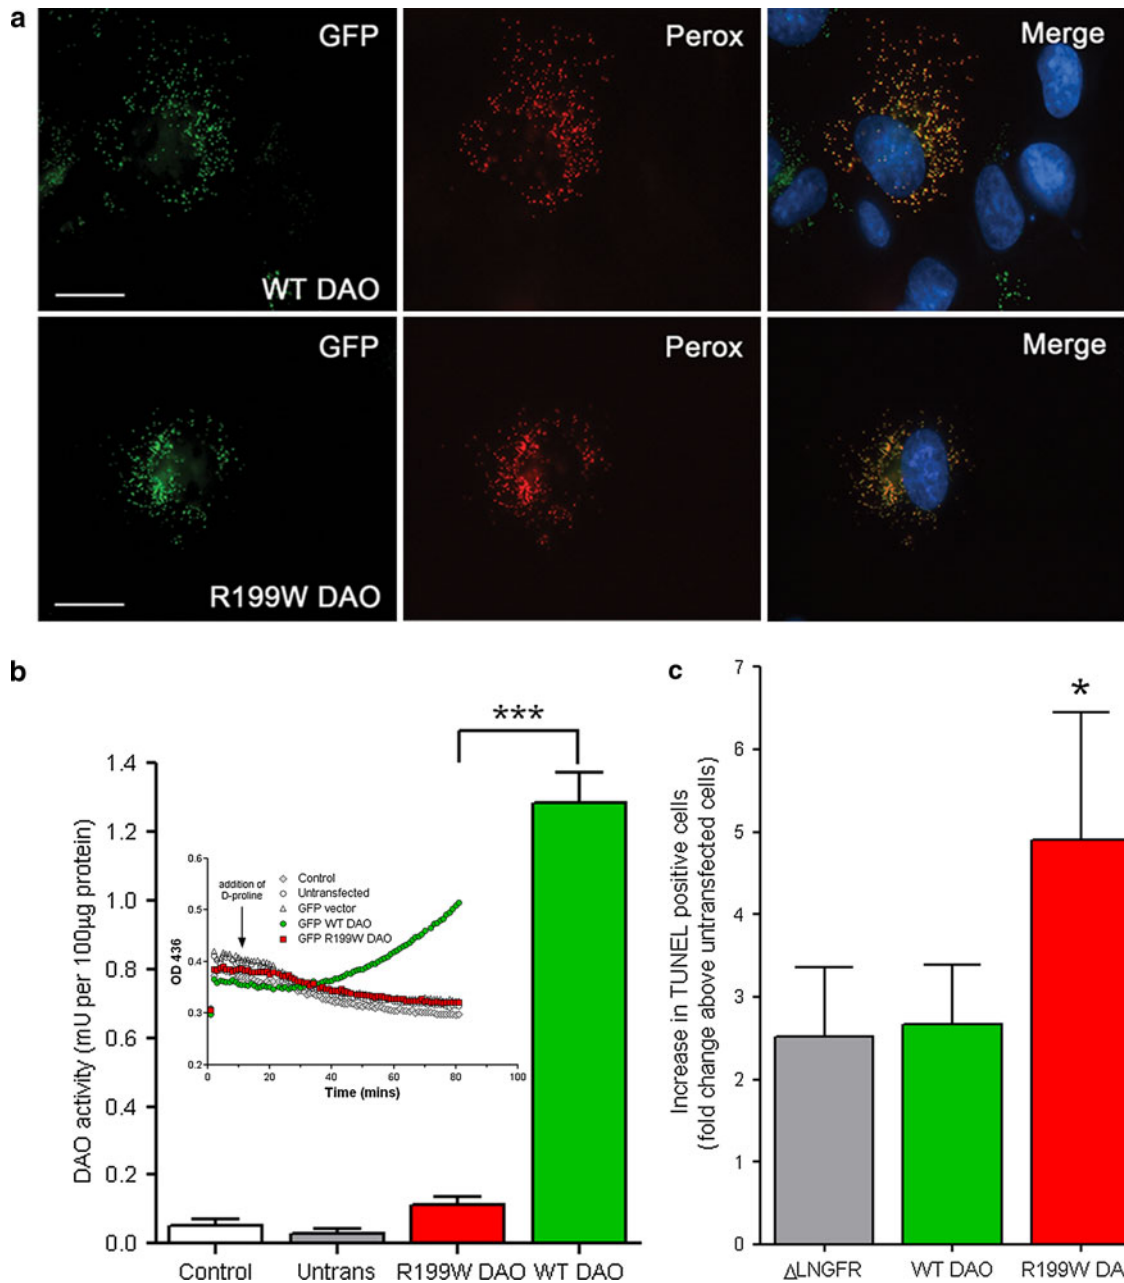 a
GFP
Perox
Merge
WT DAO
GFP
Perox
Merge
R199W DAO
b
***
DAO activity (mU per 100µg protein)
1.4
1.2
1.0
0.8
0.6
0.4
0.2
0.0
Control
Untrans
R199W DAO
WT DAO
OD 436
0.6
0.5
0.4
0.3
0.2
addition of
D-proline
Control
Untransfected
GFP vector
GFP WT DAO
GFP R199W DAO
0
20
40
60
80
100
Time (mins)
c
*
Increase in TUNEL positive cells
(fold change above untransfected cells)
7
6
5
4
3
2
1
0
ΔLNGFR
WT DAO
R199W DA